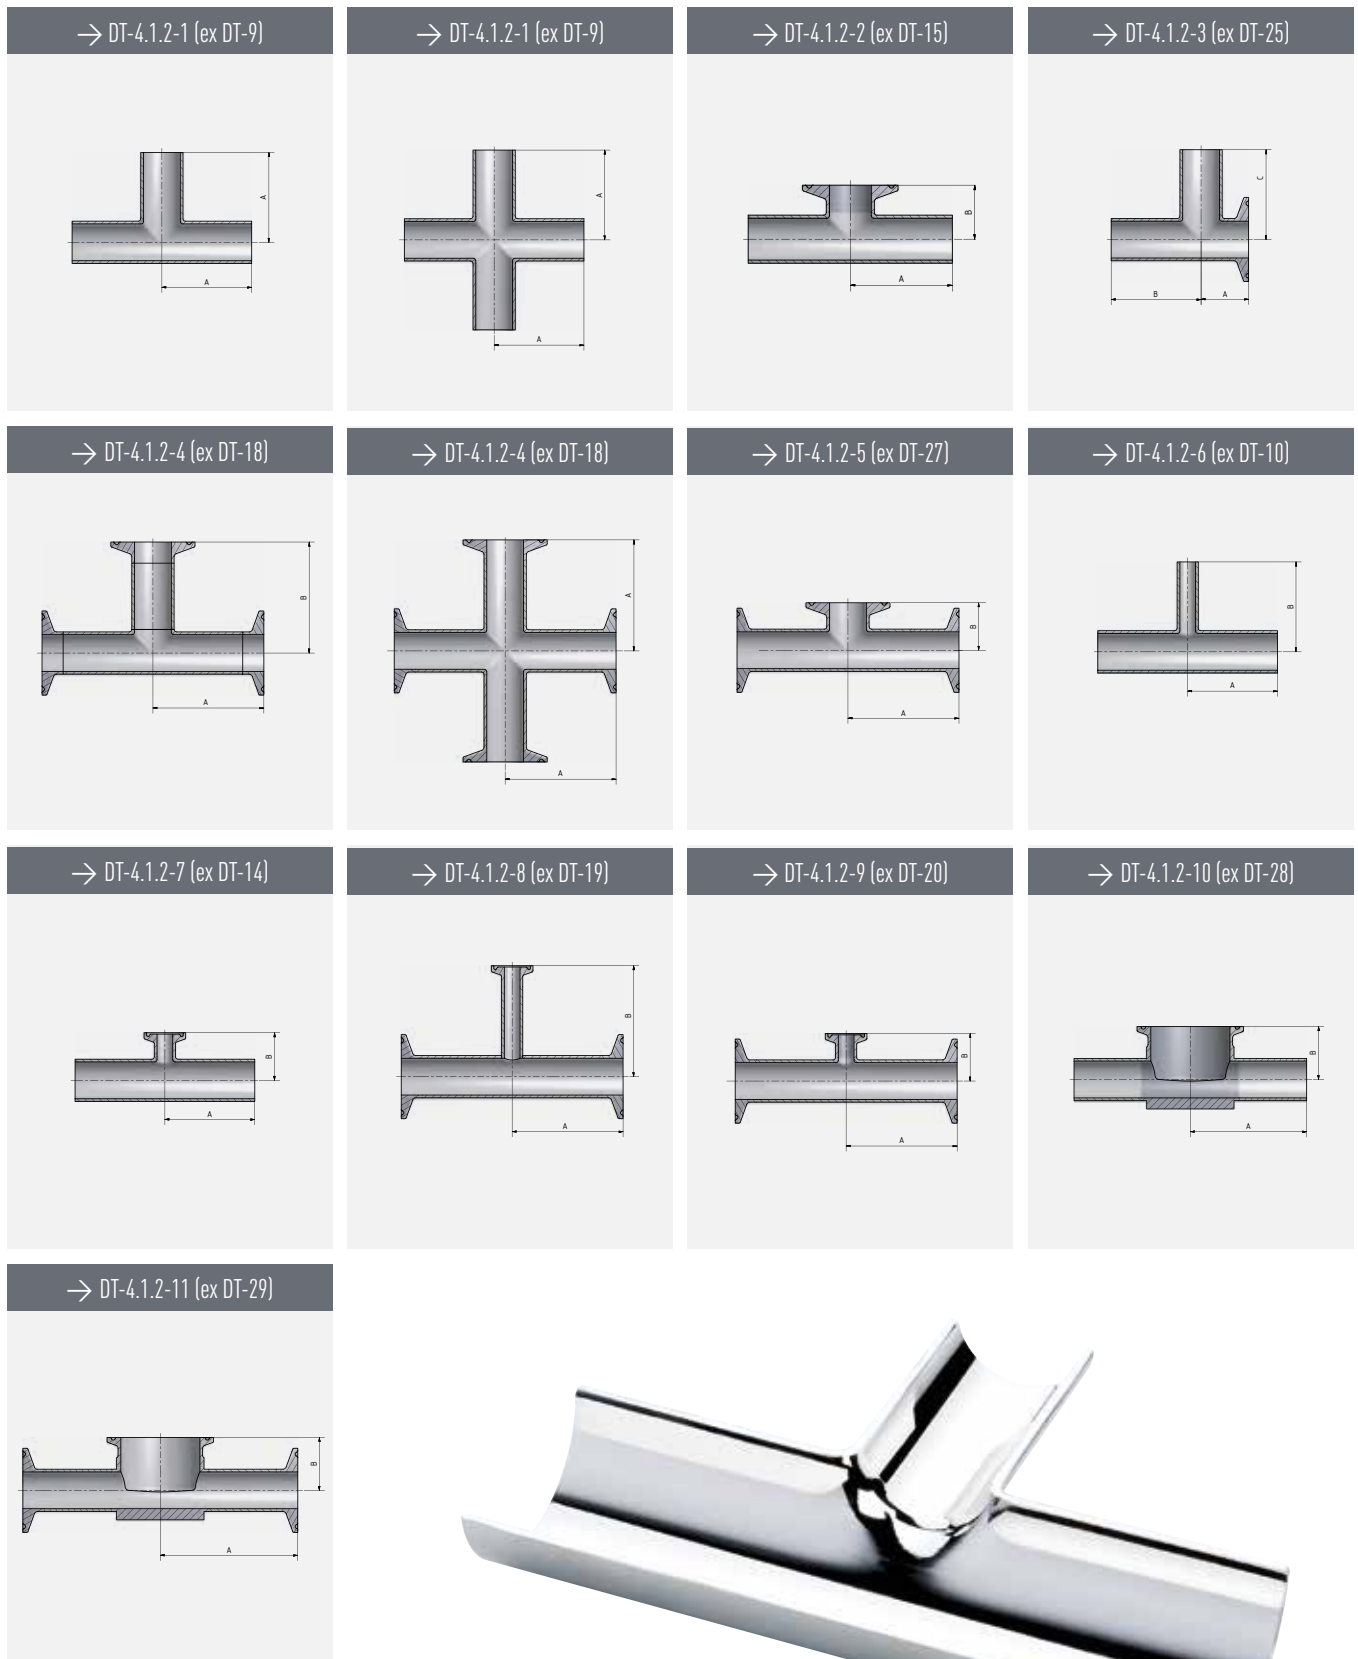 → DT-4.1.2-1 (ex DT-9)
A
A
→ DT-4.1.2-1 (ex DT-9)
A
A
→ DT-4.1.2-2 (ex DT-15)
B
A
→ DT-4.1.2-3 (ex DT-25)
C
B
A
→ DT-4.1.2-4 (ex DT-18)
B
A
→ DT-4.1.2-4 (ex DT-18)
A
A
→ DT-4.1.2-5 (ex DT-27)
B
A
→ DT-4.1.2-6 (ex DT-10)
B
A
→ DT-4.1.2-7 (ex DT-14)
B
A
→ DT-4.1.2-8 (ex DT-19)
B
A
→ DT-4.1.2-9 (ex DT-20)
B
A
→ DT-4.1.2-10 (ex DT-28)
B
A
→ DT-4.1.2-11 (ex DT-29)
B
A